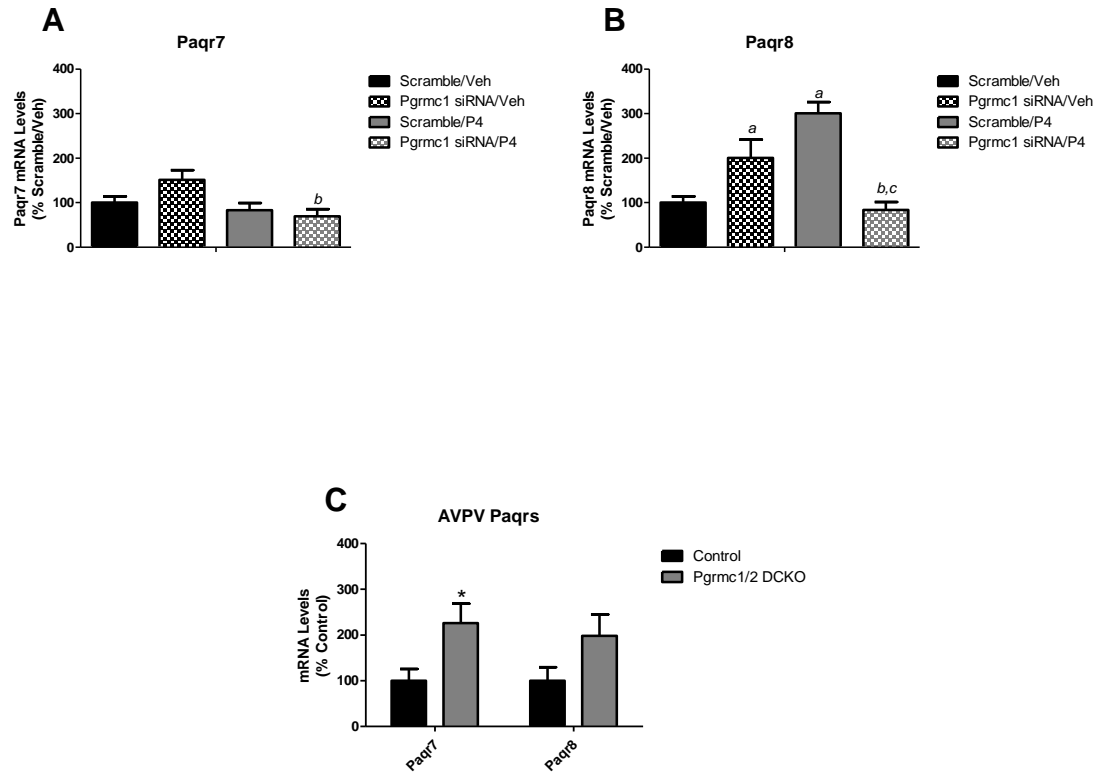 A
Paqr7
Paqr7 mRNA Levels
(% Scramble/Veh)
400
300
200
100
0
b
Scramble/Veh
Pgrmc1 siRNA/Veh
Scramble/P4
Pgrmc1 siRNA/P4
B
Paqr8
Paqr8 mRNA Levels
(% Scramble/Veh)
400
300
200
100
0
a
a
b,c
Scramble/Veh
Pgrmc1 siRNA/Veh
Scramble/P4
Pgrmc1 siRNA/P4
C
AVPV Paqrs
mRNA Levels
(% Control)
400
300
200
100
0
*
Paqr7
Paqr8
Control
Pgrmc1/2 DCKO